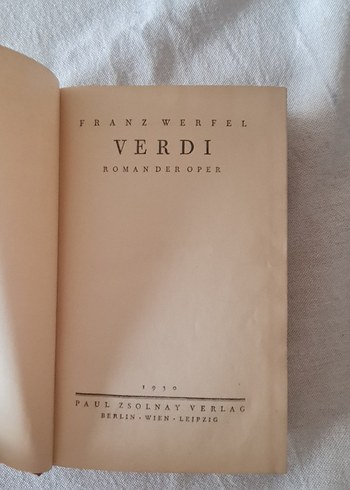 FRANZ WERFEL
VERDI
ROMAN DER OPER
1930
PAUL ZSOLNAY VERLAG
BERLIN · WIEN · LEIPZIG